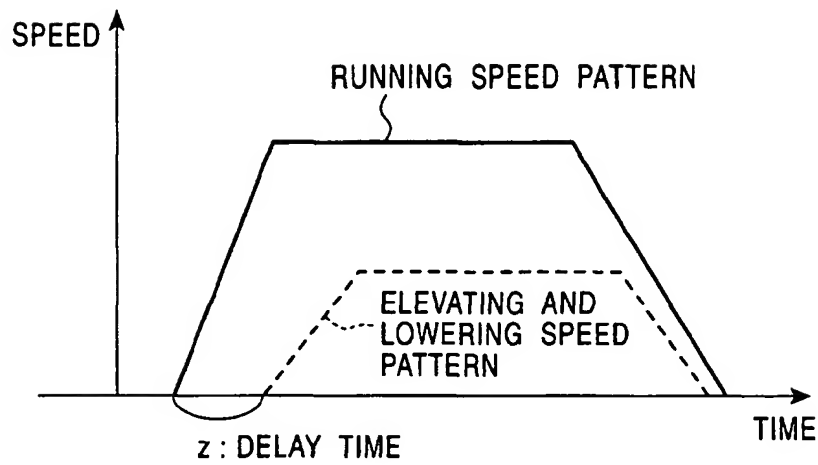 SPEED
RUNNING SPEED PATTERN
ELEVATING AND
LOWERING SPEED
PATTERN
TIME
z : DELAY TIME